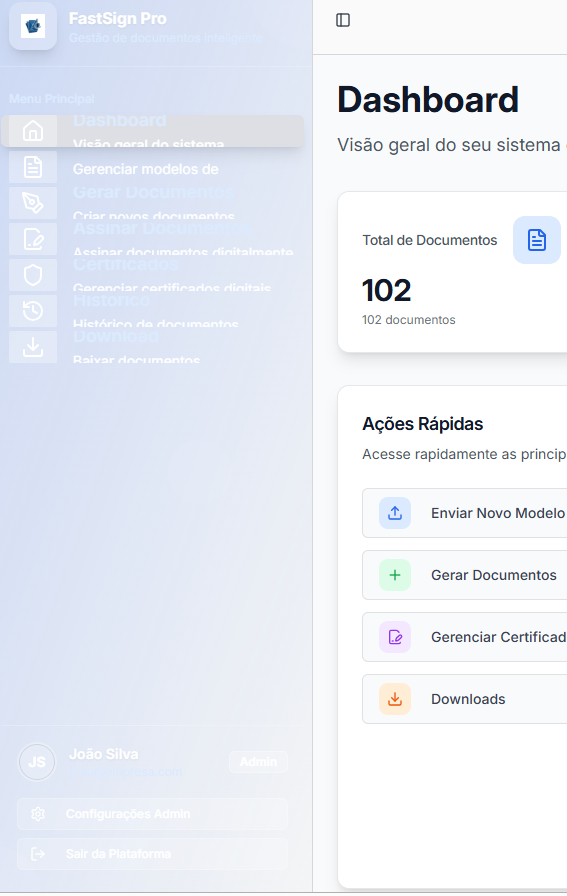 FastSign Pro
Gestão de documentos inteligente
Menu Principal
Dashboard
Visão geral do sistema
Gerenciar modelos de
Gerar Documentos
Criar novos documentos
Assinar Documentos
Assinar documentos digitalmente
Certificados
Gerenciar certificados digitais
Histórico
Histórico de documentos
Download
Baixar documentos
JS
João Silva
Admin
Configurações Admin
Sair da Plataforma
Dashboard
Visão geral do seu sistema
Total de Documentos
102
102 documentos
Ações Rápidas
Acesse rapidamente as princip
Enviar Novo Modelo
Gerar Documentos
Gerenciar Certificad
Downloads